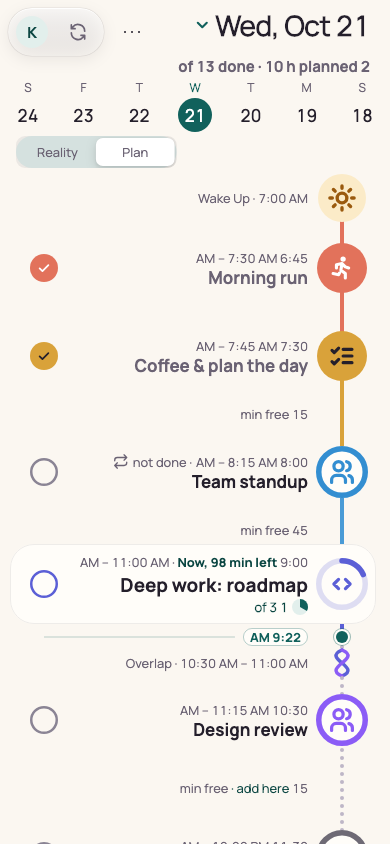 K
...
Wed, Oct 21
of 13 done · 10 h planned 2
S F T W T M S
24 23 22 21 20 19 18
Reality Plan
Wake Up · 7:00 AM
AM – 7:30 AM 6:45
Morning run
AM – 7:45 AM 7:30
Coffee & plan the day
min free 15
not done · AM – 8:15 AM 8:00
Team standup
min free 45
AM – 11:00 AM · Now, 98 min left 9:00
Deep work: roadmap
of 3 1
AM 9:22
Overlap · 10:30 AM – 11:00 AM
AM – 11:15 AM 10:30
Design review
min free · add here 15